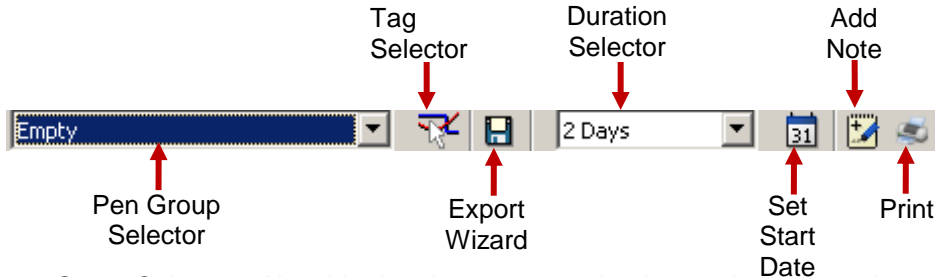 Tag
Selector
Duration
Selector
Add
Note
Empty
2 Days
31
Pen Group
Selector
Export
Wizard
Set
Start
Date
Print